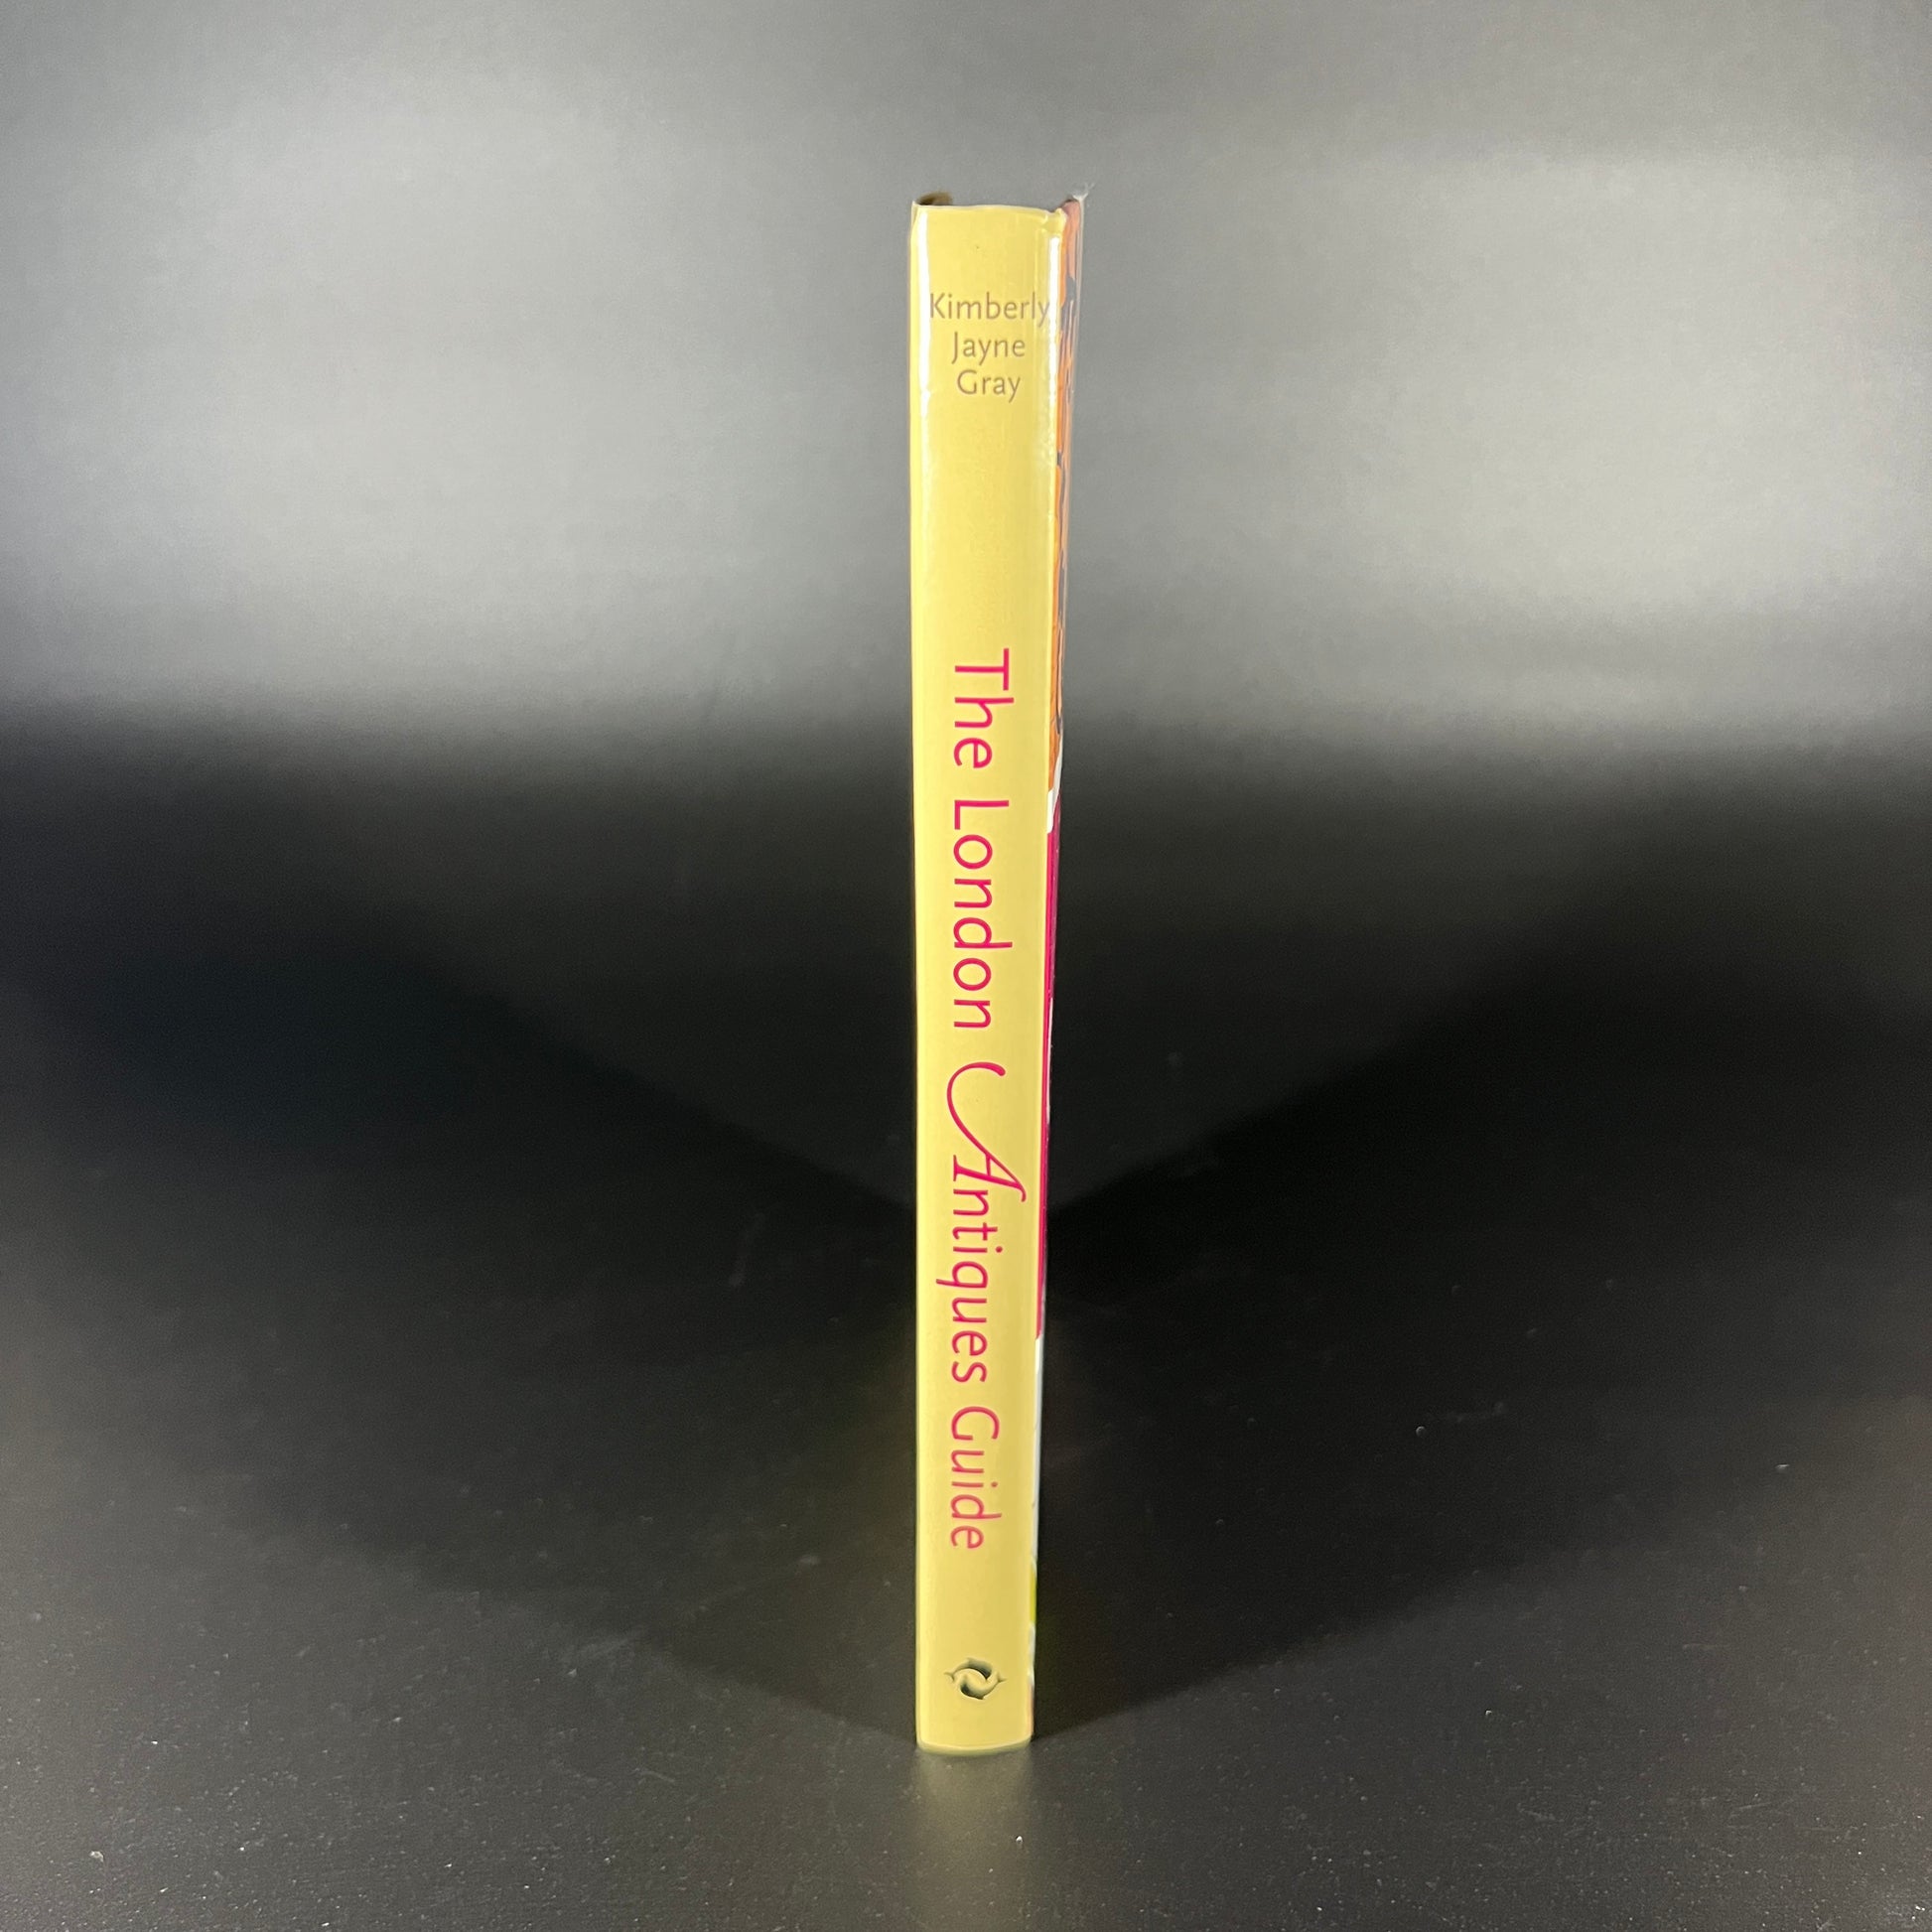 Kimberly
Jayne
Gray
The London Antiques Guide